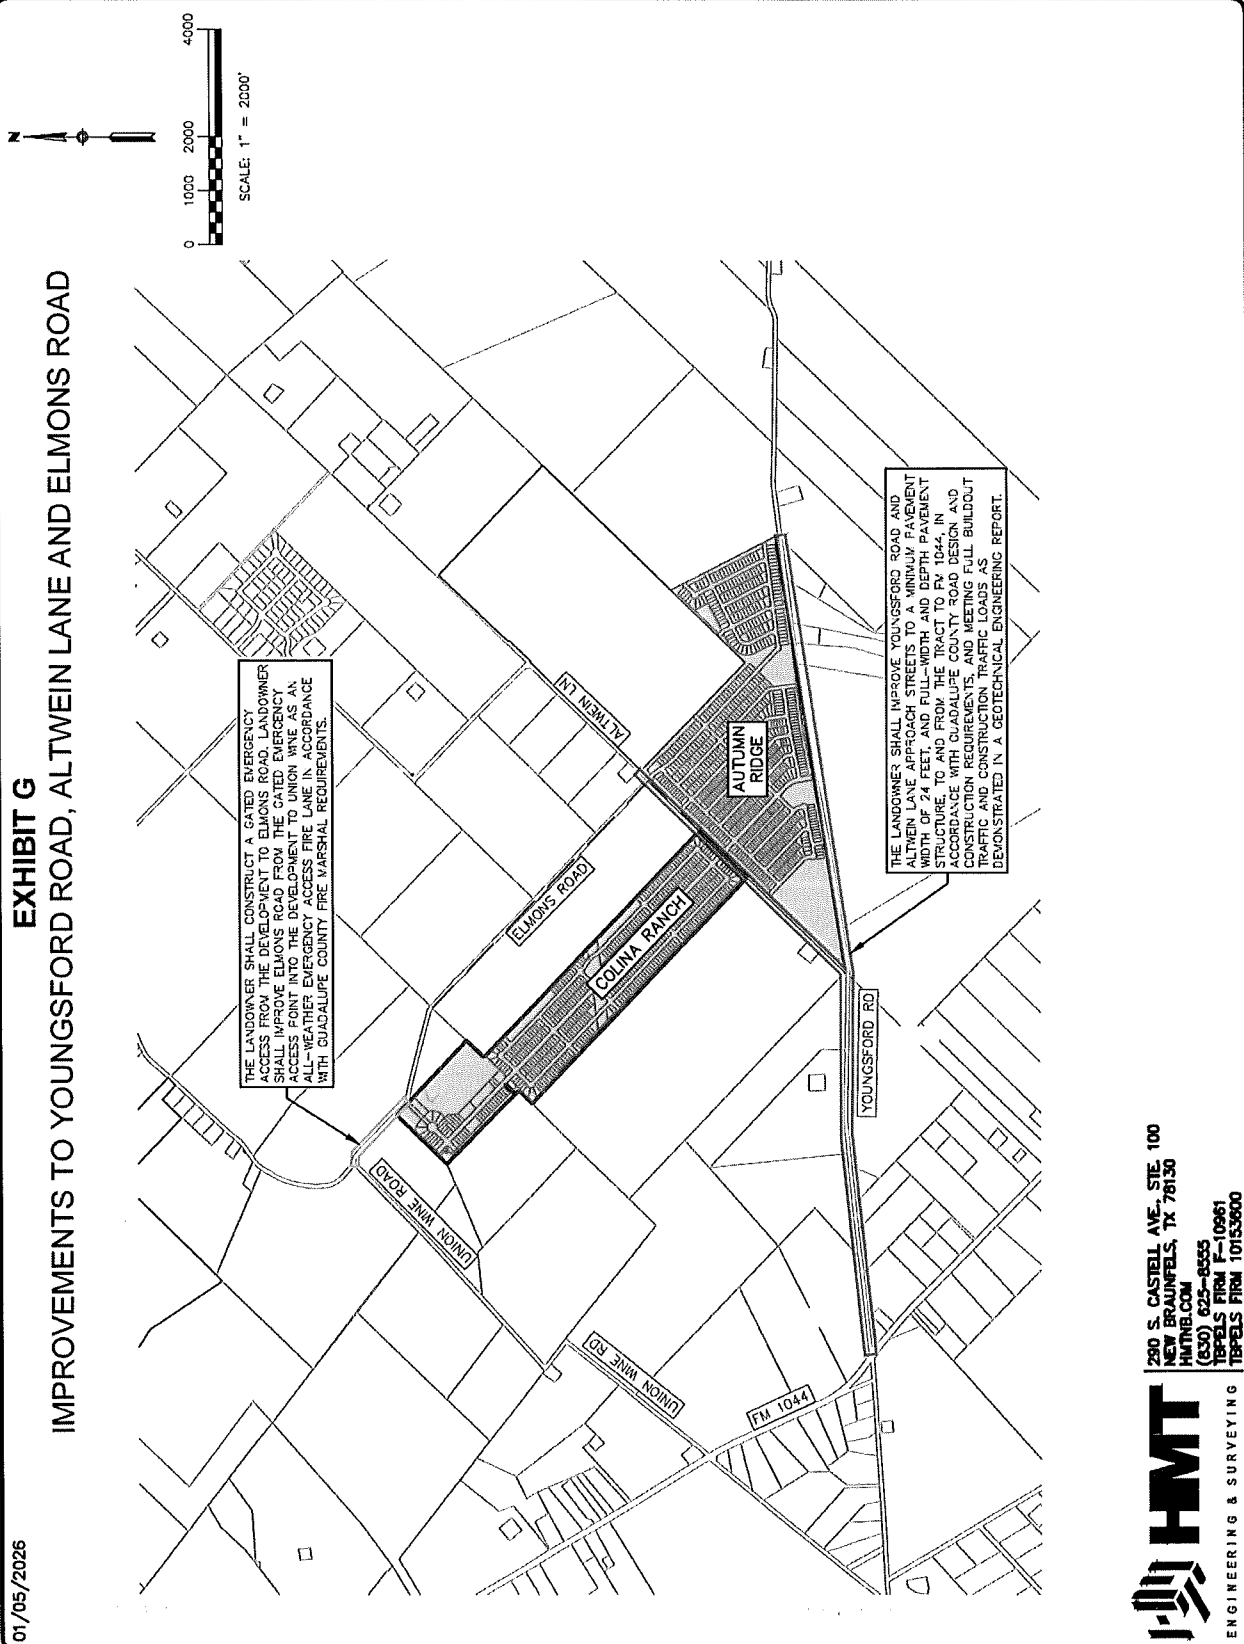 01/05/2026
EXHIBIT G
IMPROVEMENTS TO YOUNGSFORD ROAD, ALTWEIN LANE AND ELMONS ROAD
N
0 1000 2000 4000
SCALE: 1" = 2000'
THE LANDOWNER SHALL CONSTRUCT A GATED EMERGENCY
ACCESS FROM THE DEVELOPMENT TO ELMONS ROAD. LANDOWNER
SHALL IMPROVE ELMONS ROAD FROM THE GATED EMERGENCY
ACCESS POINT INTO THE DEVELOPMENT TO UNION WINE AS AN
ALL-WEATHER EMERGENCY ACCESS FIRE LANE IN ACCORDANCE
WITH GUADALUPE COUNTY FIRE MARSHAL REQUIREMENTS.
UNION WINE ROAD
ELMONS ROAD
ALTWEIN LN
COLINA RANCH
AUTUMN
RIDGE
UNION WINE RD
FM 1044
YOUNGSFORD RD
THE LANDOWNER SHALL IMPROVE YOUNGSFORD ROAD AND
ALTWEIN LANE APPROACH STREETS TO A MINIMUM PAVEMENT
WIDTH OF 24 FEET, AND FULL-WIDTH AND DEPTH PAVEMENT
STRUCTURE, TO AND FROM THE TRACT TO FM 1044, IN
ACCORDANCE WITH GUADALUPE COUNTY ROAD DESIGN AND
CONSTRUCTION REQUIREMENTS, AND MEETING FULL BUILDOUT
TRAFFIC AND CONSTRUCTION TRAFFIC LOADS AS
DEMONSTRATED IN A GEOTECHNICAL ENGINEERING REPORT.
HMT
ENGINEERING & SURVEYING
290 S. CASTELL AVE., STE. 100
NEW BRAUNFELS, TX 78130
HMTNB.COM
(830) 625-8555
TBPELS FIRM F-10961
TBPELS FIRM 10153600